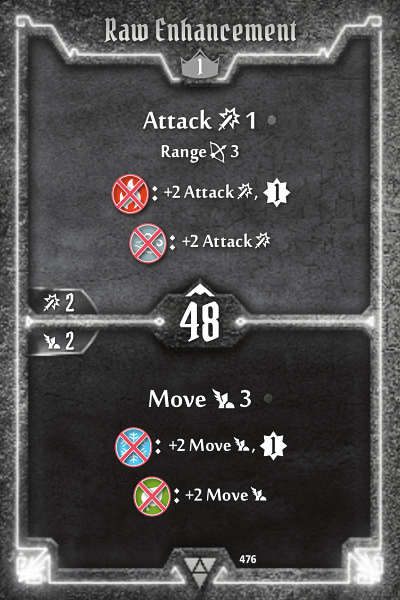 Raw Enhancement
1
Attack 1
Range 3
: +2 Attack , 1
: +2 Attack
2
48
2
Move 3
: +2 Move , 1
: +2 Move
476